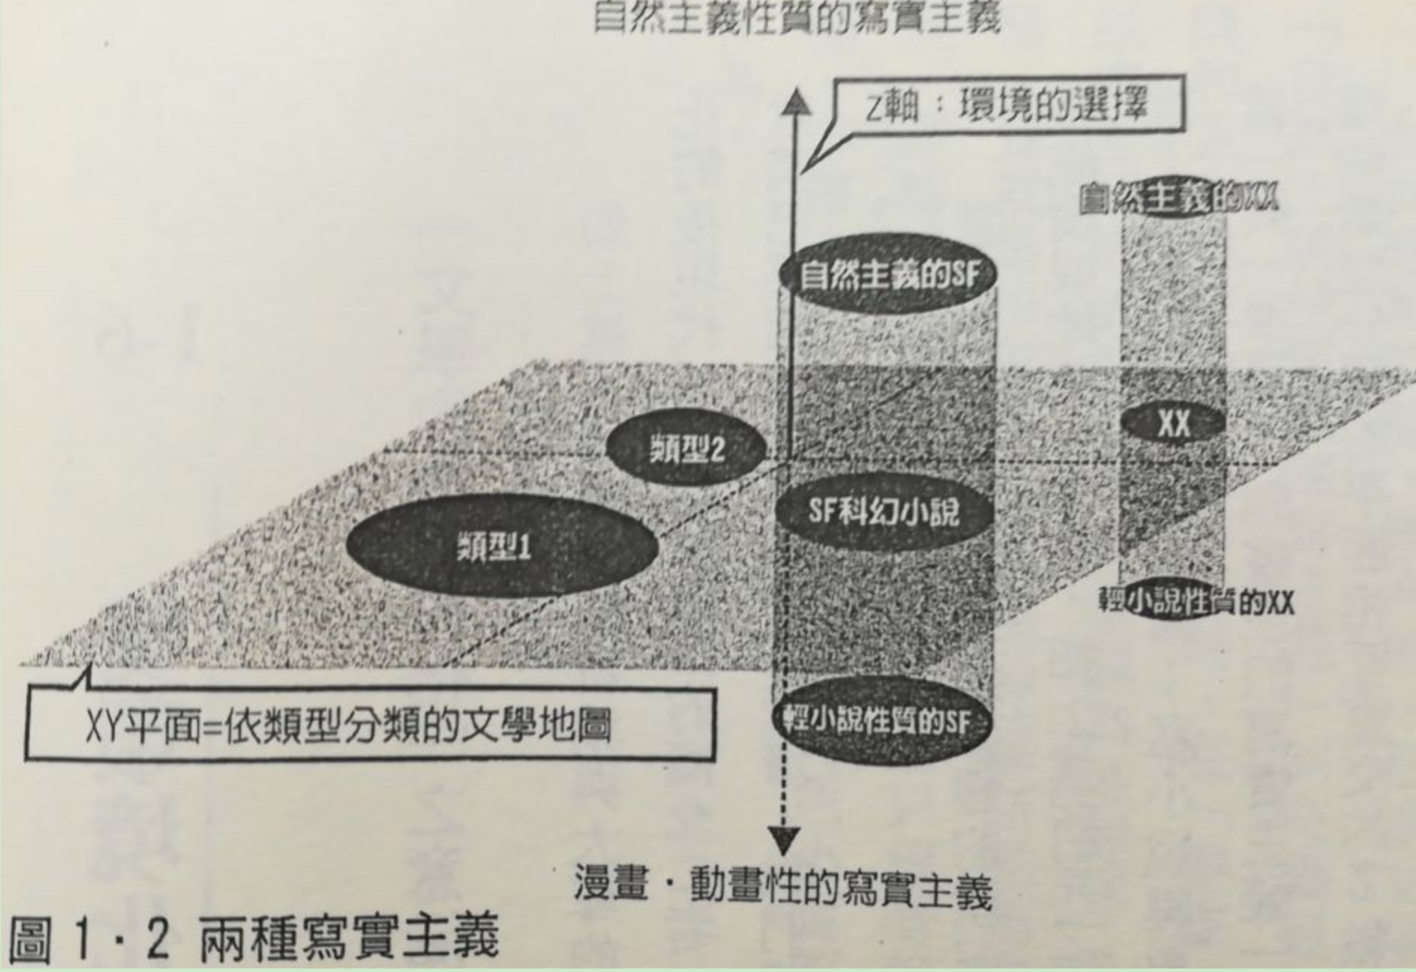 自然主義性質的寫實主義
Z軸：環境的選擇
自然主義的XX
自然主義的SF
XX
類型2
SF科幻小說
類型1
輕小說性質的XX
輕小說性質的SF
XY平面=依類型分類的文學地圖
漫畫・動畫性的寫實主義
圖 1・2 兩種寫實主義